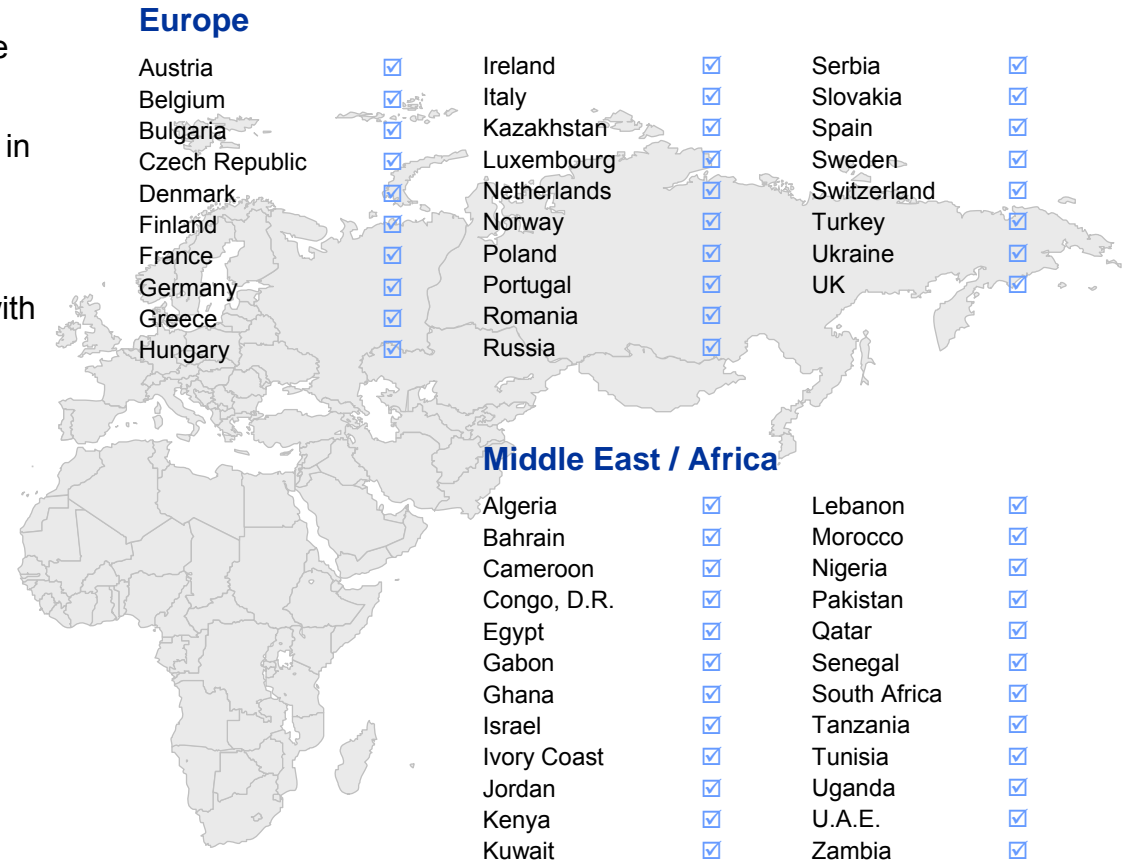 e
in
with
Europe
Austria ☑
Belgium ☑
Bulgaria ☑
Czech Republic ☑
Denmark ☑
Finland ☑
France ☑
Germany ☑
Greece ☑
Hungary ☑
Ireland ☑
Italy ☑
Kazakhstan ☑
Luxembourg ☑
Netherlands ☑
Norway ☑
Poland ☑
Portugal ☑
Romania ☑
Russia ☑
Serbia ☑
Slovakia ☑
Spain ☑
Sweden ☑
Switzerland ☑
Turkey ☑
Ukraine ☑
UK ☑
Middle East / Africa
Algeria ☑
Bahrain ☑
Cameroon ☑
Congo, D.R. ☑
Egypt ☑
Gabon ☑
Ghana ☑
Israel ☑
Ivory Coast ☑
Jordan ☑
Kenya ☑
Kuwait ☑
Lebanon ☑
Morocco ☑
Nigeria ☑
Pakistan ☑
Qatar ☑
Senegal ☑
South Africa ☑
Tanzania ☑
Tunisia ☑
Uganda ☑
U.A.E. ☑
Zambia ☑